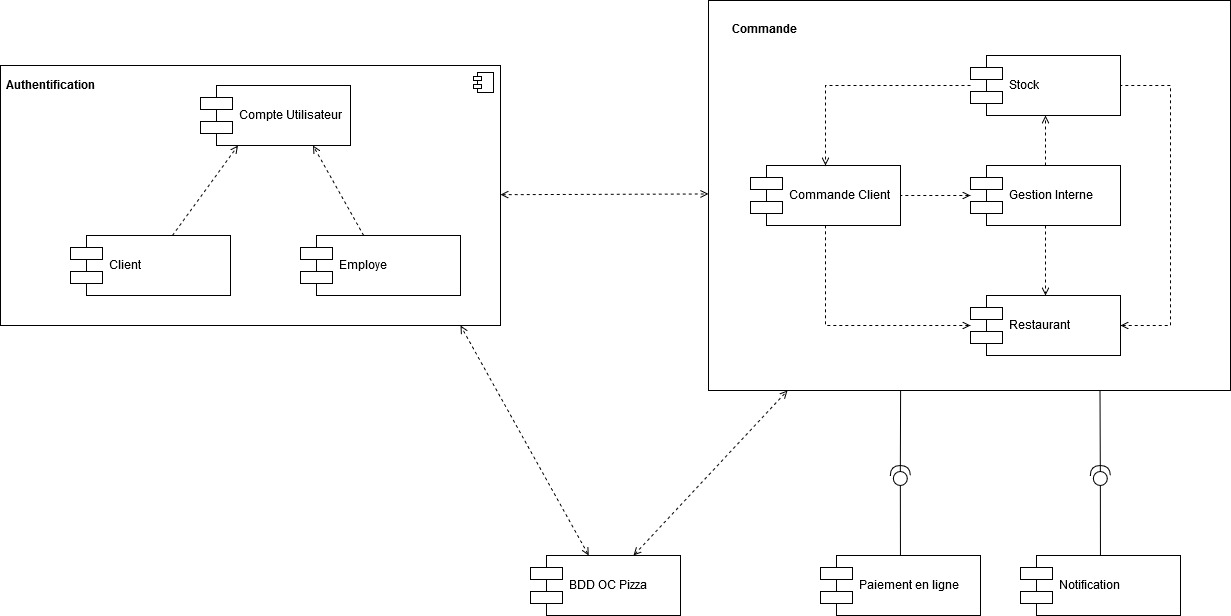 Commande
Authentification
Stock
Compte Utilisateur
Commande Client
Gestion Interne
Client
Employe
Restaurant
BDD OC Pizza
Paiement en ligne
Notification